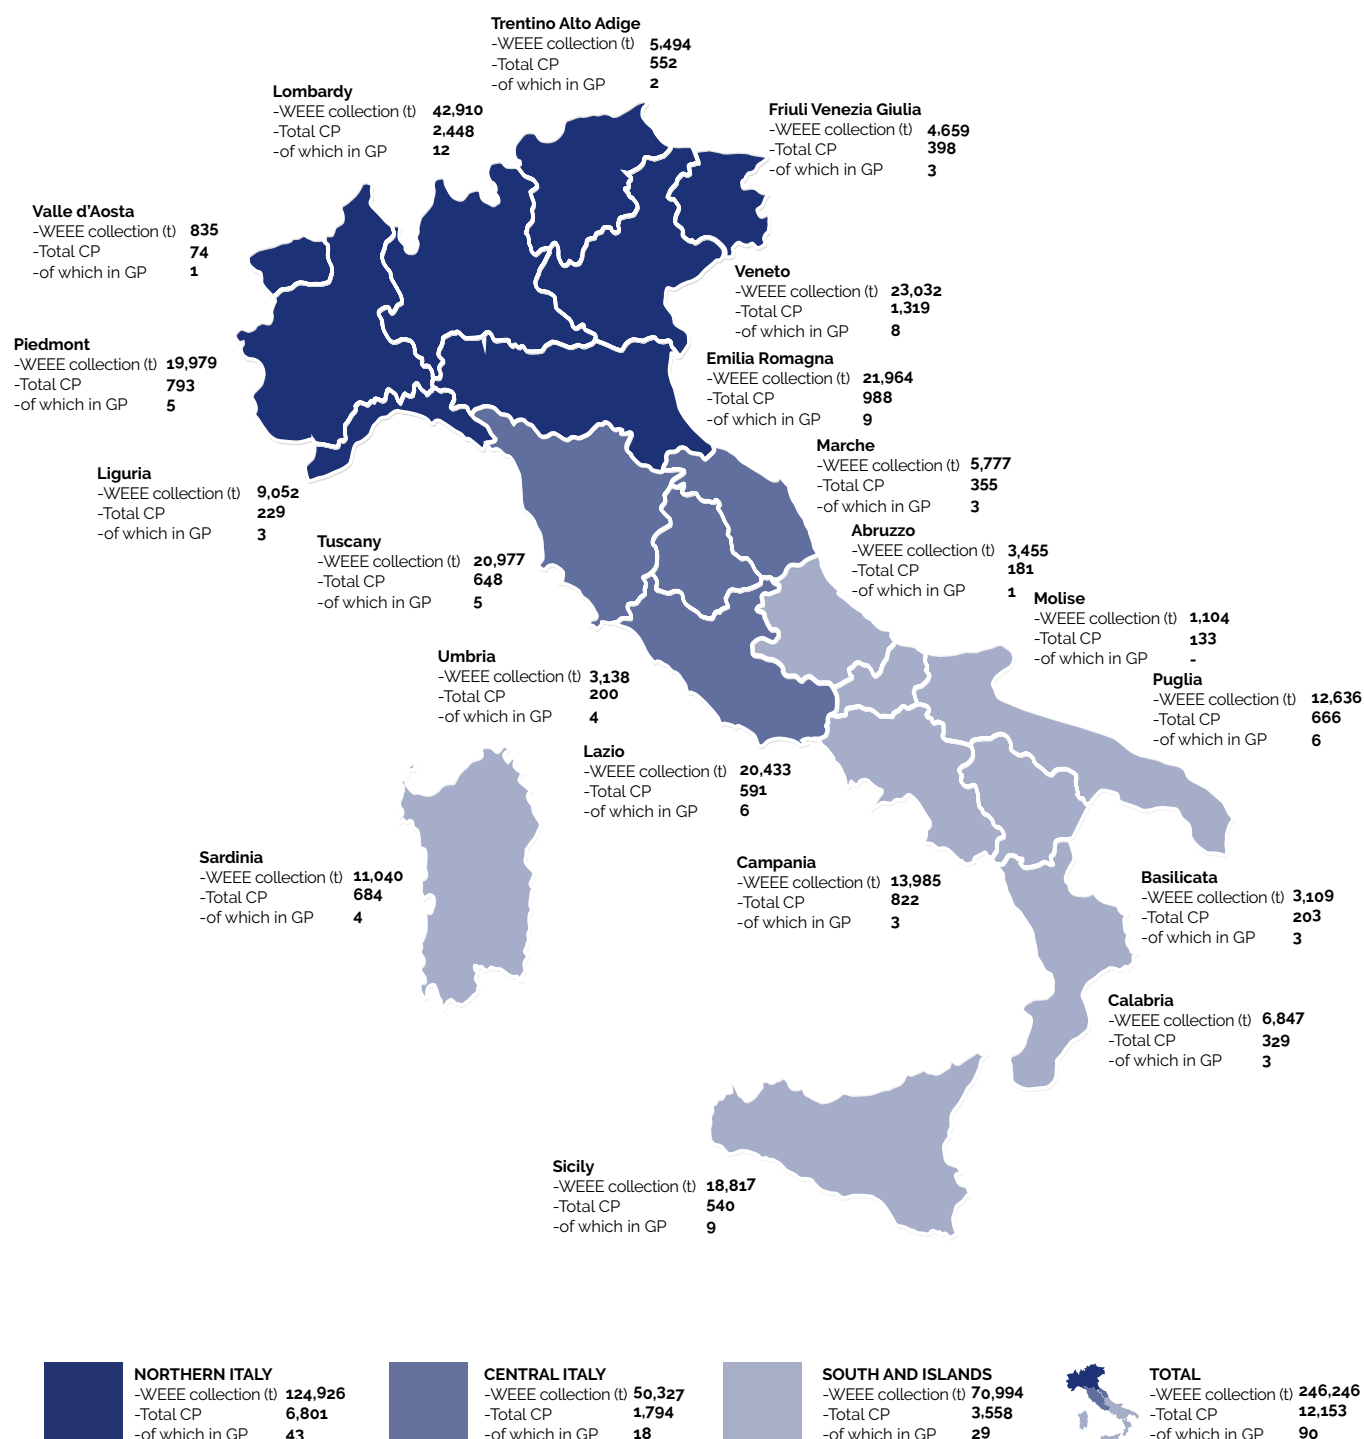 Trentino Alto Adige
-WEEE collection (t) 5,494
-Total CP 552
-of which in GP 2
Lombardy
-WEEE collection (t) 42,910
-Total CP 2,448
-of which in GP 12
Friuli Venezia Giulia
-WEEE collection (t) 4,659
-Total CP 398
-of which in GP 3
Valle d'Aosta
-WEEE collection (t) 835
-Total CP 74
-of which in GP 1
Veneto
-WEEE collection (t) 23,032
-Total CP 1,319
-of which in GP 8
Piedmont
-WEEE collection (t) 19,979
-Total CP 793
-of which in GP 5
Emilia Romagna
-WEEE collection (t) 21,964
-Total CP 988
-of which in GP 9
Marche
-WEEE collection (t) 5,777
-Total CP 355
-of which in GP 3
Liguria
-WEEE collection (t) 9,052
-Total CP 229
-of which in GP 3
Abruzzo
-WEEE collection (t) 3,455
-Total CP 181
-of which in GP 1
Tuscany
-WEEE collection (t) 20,977
-Total CP 648
-of which in GP 5
Molise
-WEEE collection (t) 1,104
-Total CP 133
-of which in GP -
Umbria
-WEEE collection (t) 3,138
-Total CP 200
-of which in GP 4
Puglia
-WEEE collection (t) 12,636
-Total CP 666
-of which in GP 6
Lazio
-WEEE collection (t) 20,433
-Total CP 591
-of which in GP 6
Sardinia
-WEEE collection (t) 11,040
-Total CP 684
-of which in GP 4
Campania
-WEEE collection (t) 13,985
-Total CP 822
-of which in GP 3
Basilicata
-WEEE collection (t) 3,109
-Total CP 203
-of which in GP 3
Calabria
-WEEE collection (t) 6,847
-Total CP 329
-of which in GP 3
Sicily
-WEEE collection (t) 18,817
-Total CP 540
-of which in GP 9
NORTHERN ITALY
-WEEE collection (t) 124,926
-Total CP 6,801
-of which in GP 43
CENTRAL ITALY
-WEEE collection (t) 50,327
-Total CP 1,794
-of which in GP 18
SOUTH AND ISLANDS
-WEEE collection (t) 70,994
-Total CP 3,558
-of which in GP 29
TOTAL
-WEEE collection (t) 246,246
-Total CP 12,153
-of which in GP 90